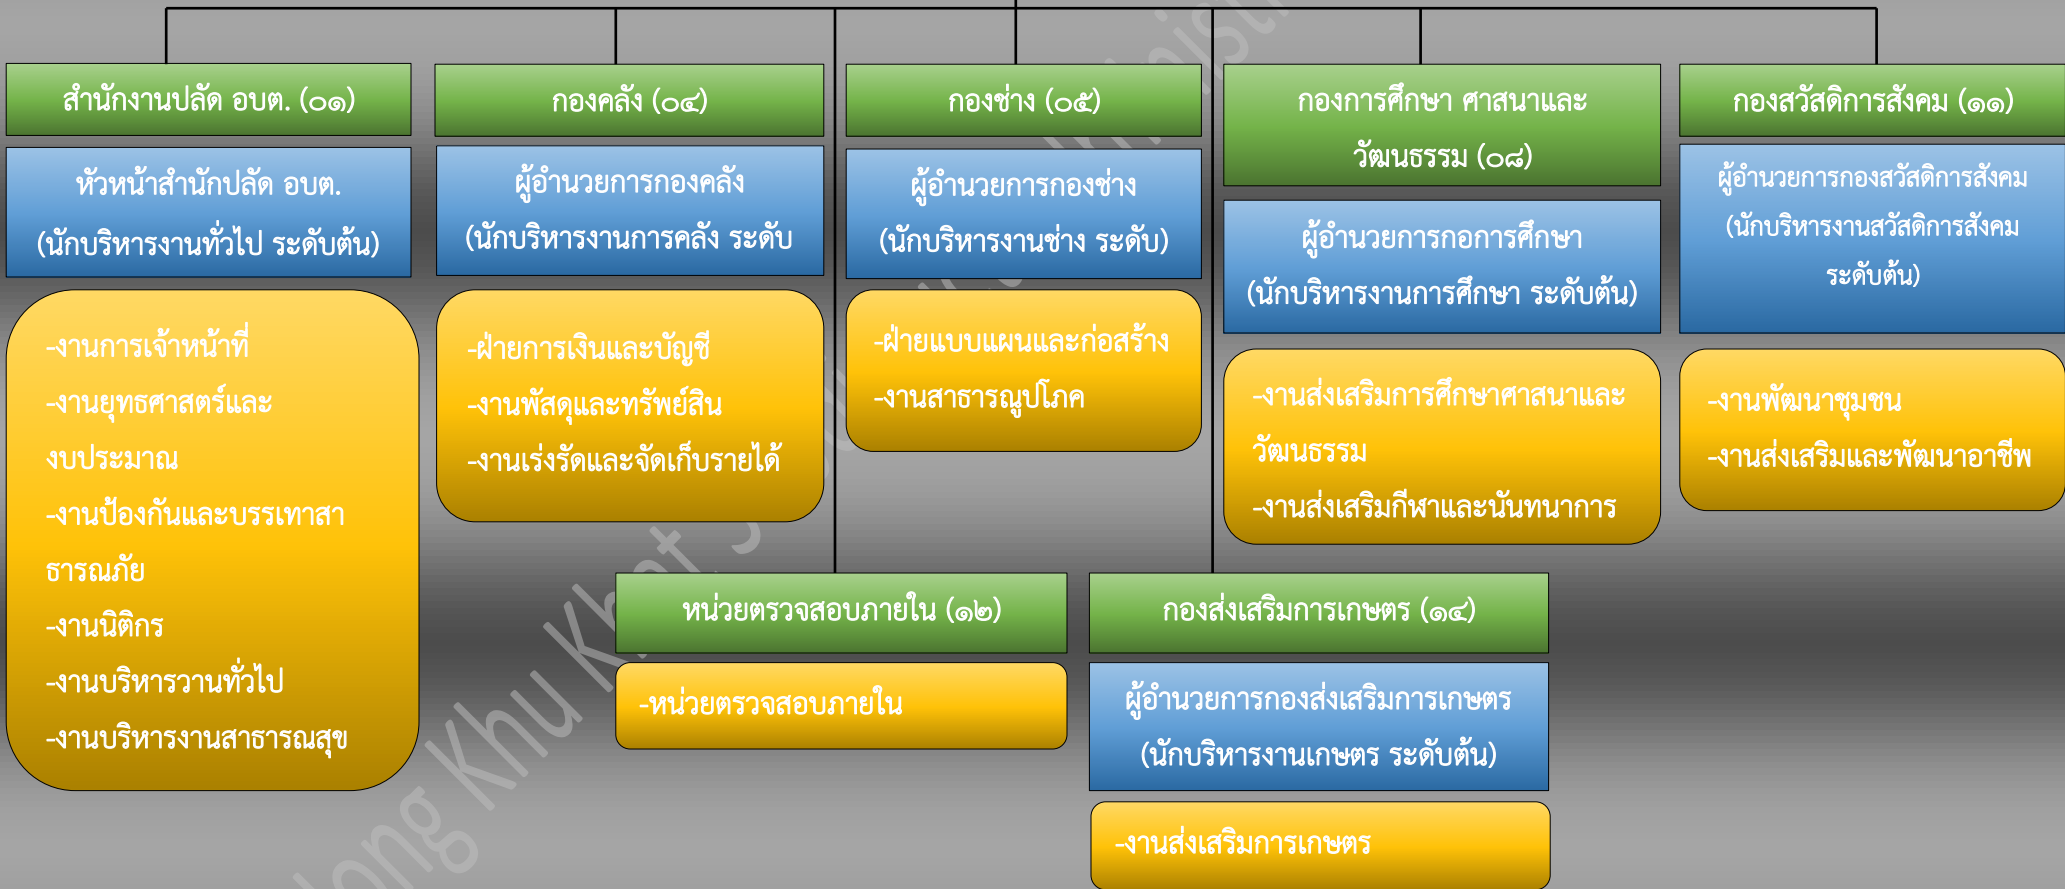 สำนักงานปลัด อบต. (๐๑)
หัวหน้าสำนักปลัด อบต.
(นักบริหารงานทั่วไป ระดับต้น)
-งานการเจ้าหน้าที่
-งานยุทธศาสตร์และ
งบประมาณ
-งานป้องกันและบรรเทาสา
ธารณภัย
-งานนิติกร
-งานบริหารวานทั่วไป
-งานบริหารงานสาธารณสุข
กองคลัง (๐๔)
ผู้อำนวยการกองคลัง
(นักบริหารงานการคลัง ระดับ
-ฝ่ายการเงินและบัญชี
-งานพัสดุและทรัพย์สิน
-งานเร่งรัดและจัดเก็บรายได้
กองช่าง (๐๕)
ผู้อำนวยการกองช่าง
(นักบริหารงานช่าง ระดับ)
-ฝ่ายแบบแผนและก่อสร้าง
-งานสาธารณูปโภค
กองการศึกษา ศาสนาและ
วัฒนธรรม (๐๘)
ผู้อำนวยการกอการศึกษา
(นักบริหารงานการศึกษา ระดับต้น)
-งานส่งเสริมการศึกษาศาสนาและ
วัฒนธรรม
-งานส่งเสริมกีฬาและนันทนาการ
กองสวัสดิการสังคม (๑๑)
ผู้อำนวยการกองสวัสดิการสังคม
(นักบริหารงานสวัสดิการสังคม
ระดับต้น)
-งานพัฒนาชุมชน
-งานส่งเสริมและพัฒนาอาชีพ
หน่วยตรวจสอบภายใน (๑๒)
-หน่วยตรวจสอบภายใน
กองส่งเสริมการเกษตร (๑๔)
ผู้อำนวยการกองส่งเสริมการเกษตร
(นักบริหารงานเกษตร ระดับต้น)
-งานส่งเสริมการเกษตร
Khu Khat